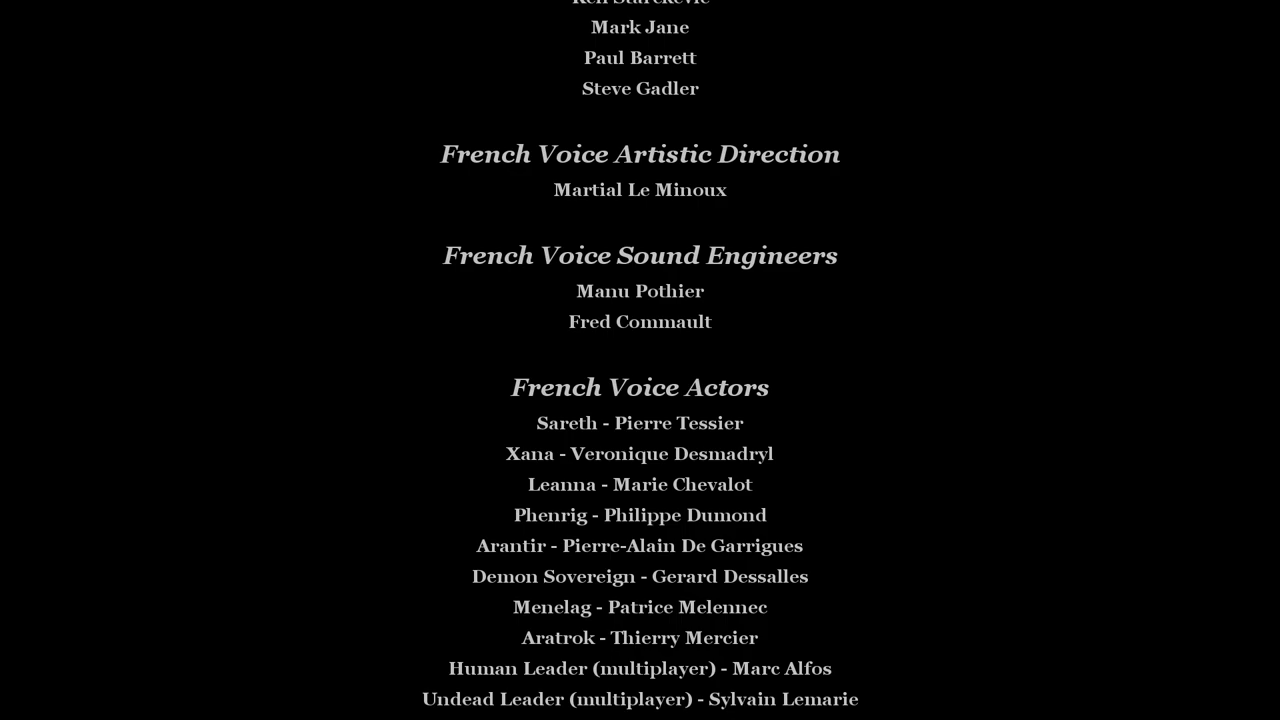 Mark Jane
Paul Barrett
Steve Gadler
French Voice Artistic Direction
Martial Le Minoux
French Voice Sound Engineers
Manu Pothier
Fred Commault
French Voice Actors
Sareth - Pierre Tessier
Xana - Veronique Desmadryl
Leanna - Marie Chevalot
Phenrig - Philippe Dumond
Arantir - Pierre-Alain De Garrigues
Demon Sovereign - Gerard Dessalles
Menelag - Patrice Melennec
Aratrok - Thierry Mercier
Human Leader (multiplayer) - Marc Alfos
Undead Leader (multiplayer) - Sylvain Lemarie